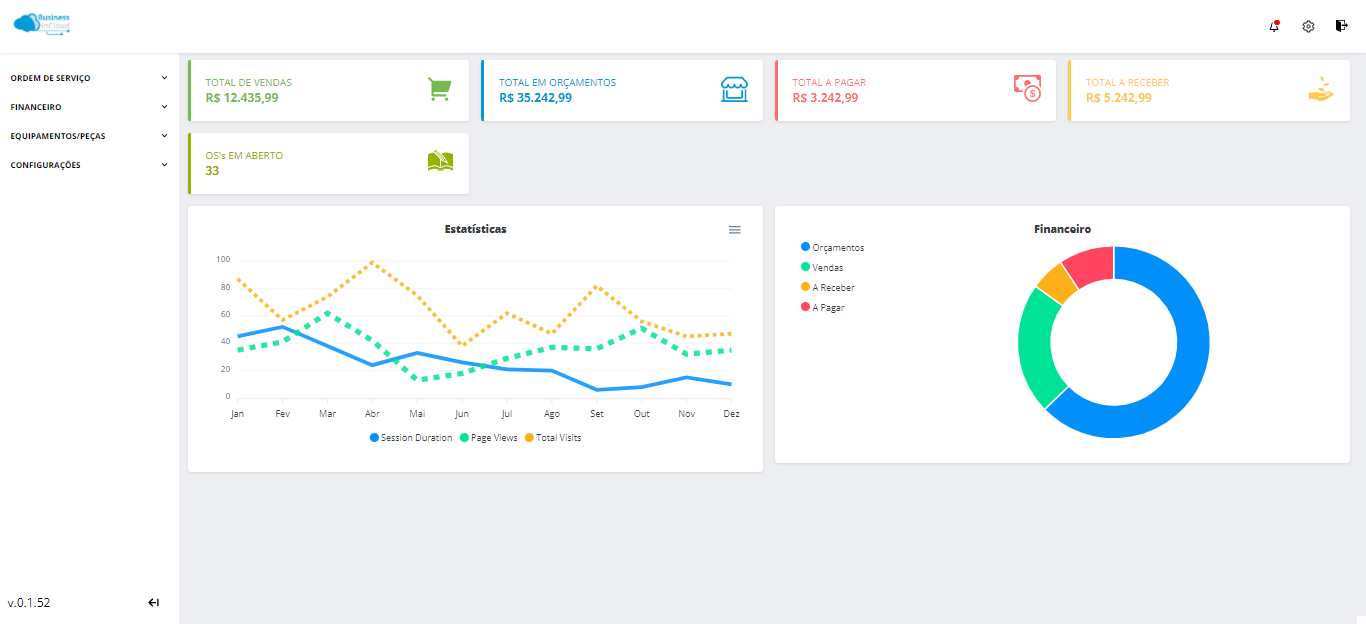 Business
InCloud
ORDEM DE SERVIÇO
FINANCEIRO
EQUIPAMENTOS/PEÇAS
CONFIGURAÇÕES
v.0.1.52
TOTAL DE VENDAS
R$ 12.435,99
TOTAL EM ORÇAMENTOS
R$ 35.242,99
TOTAL A PAGAR
R$ 3.242,99
TOTAL A RECEBER
R$ 5.242,99
OS's EM ABERTO
33
Estatísticas
100
80
60
40
20
0
Jan Fev Mar Abr Mai Jun Jul Ago Set Out Nov Dez
Session Duration Page Views Total Visits
Financeiro
Orçamentos
Vendas
A Receber
A Pagar